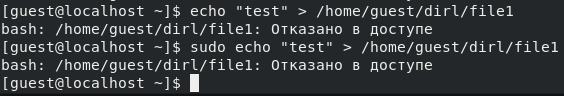 [guest@localhost ~]$ echo "test" > /home/guest/dirl/file1
bash: /home/guest/dirl/file1: Отказано в доступе
[guest@localhost ~]$ sudo echo "test" > /home/guest/dirl/file1
bash: /home/guest/dirl/file1: Отказано в доступе
[guest@localhost ~]$